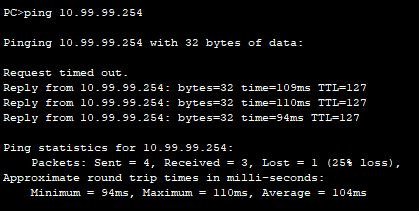 PC>ping 10.99.99.254
Pinging 10.99.99.254 with 32 bytes of data:
Request timed out.
Reply from 10.99.99.254: bytes=32 time=109ms TTL=127
Reply from 10.99.99.254: bytes=32 time=110ms TTL=127
Reply from 10.99.99.254: bytes=32 time=94ms TTL=127
Ping statistics for 10.99.99.254:
    Packets: Sent = 4, Received = 3, Lost = 1 (25% loss),
Approximate round trip times in milli-seconds:
    Minimum = 94ms, Maximum = 110ms, Average = 104ms